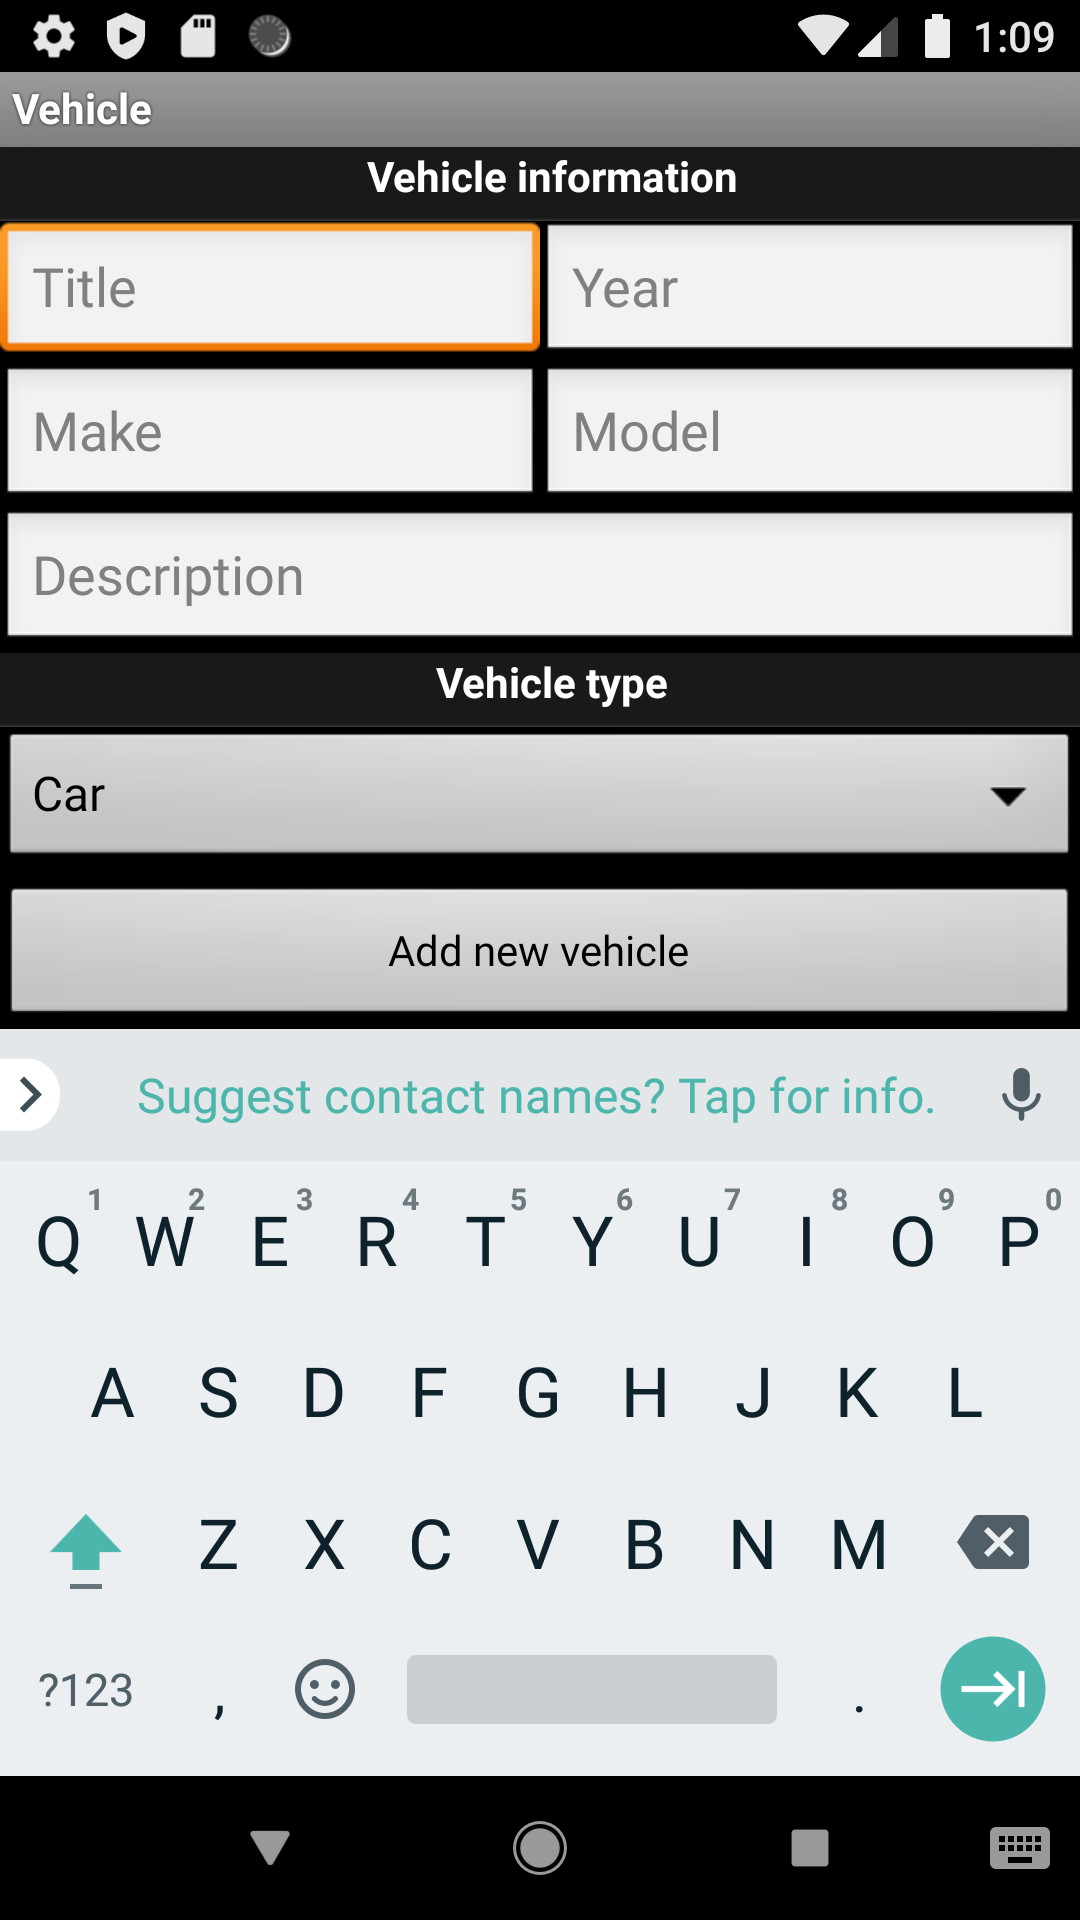 1:09
Vehicle
Vehicle information
Title Year
Make Model
Description
Vehicle type
Car
Add new vehicle
Suggest contact names? Tap for info.
1 2 3 4 5 6 7 8 9 0
Q W E R T Y U I O P
A S D F G H J K L
Z X C V B N M
?123 , .